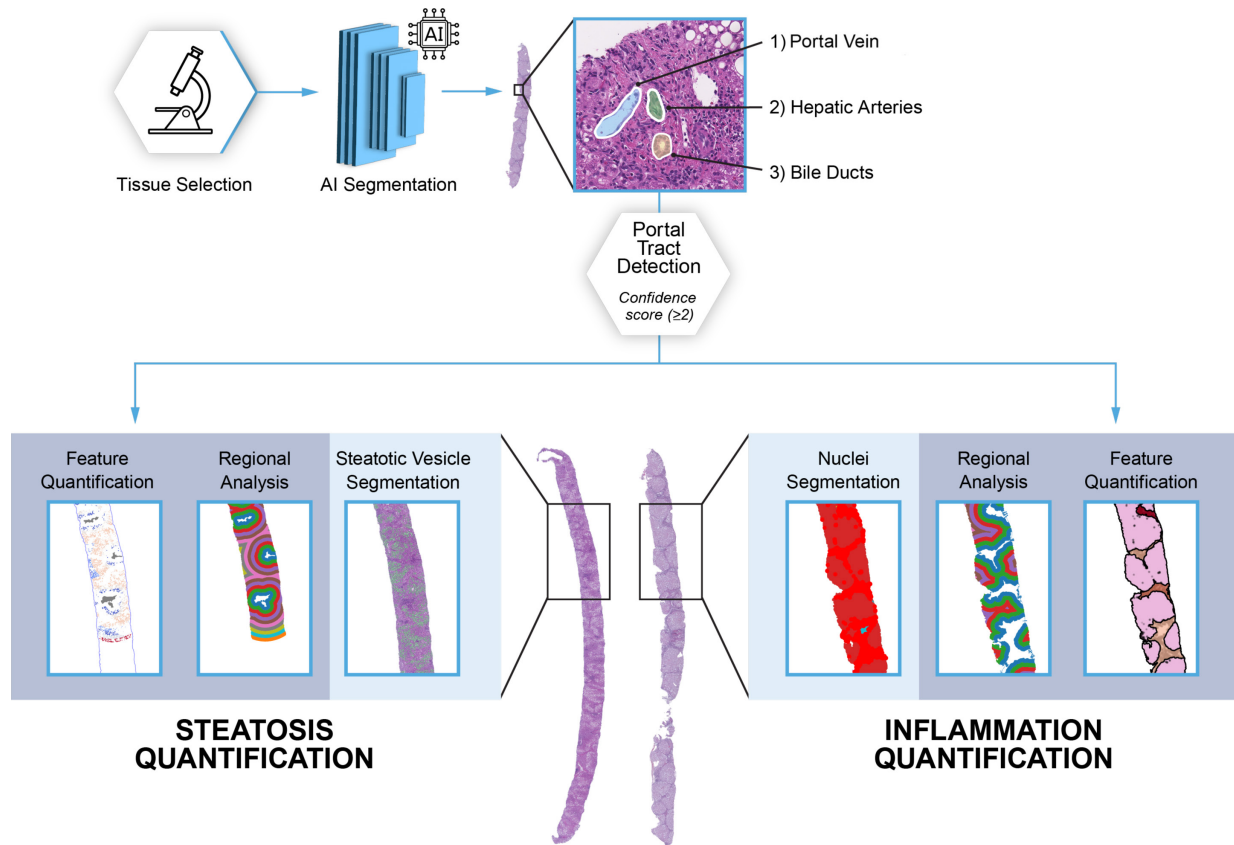 AI
Tissue Selection
AI Segmentation
1) Portal Vein
2) Hepatic Arteries
3) Bile Ducts
Portal
Tract
Detection
Confidence
score (≥2)
Feature
Quantification
Regional
Analysis
Steatotic Vesicle
Segmentation
Nuclei
Segmentation
Regional
Analysis
Feature
Quantification
STEATOSIS
QUANTIFICATION
INFLAMMATION
QUANTIFICATION